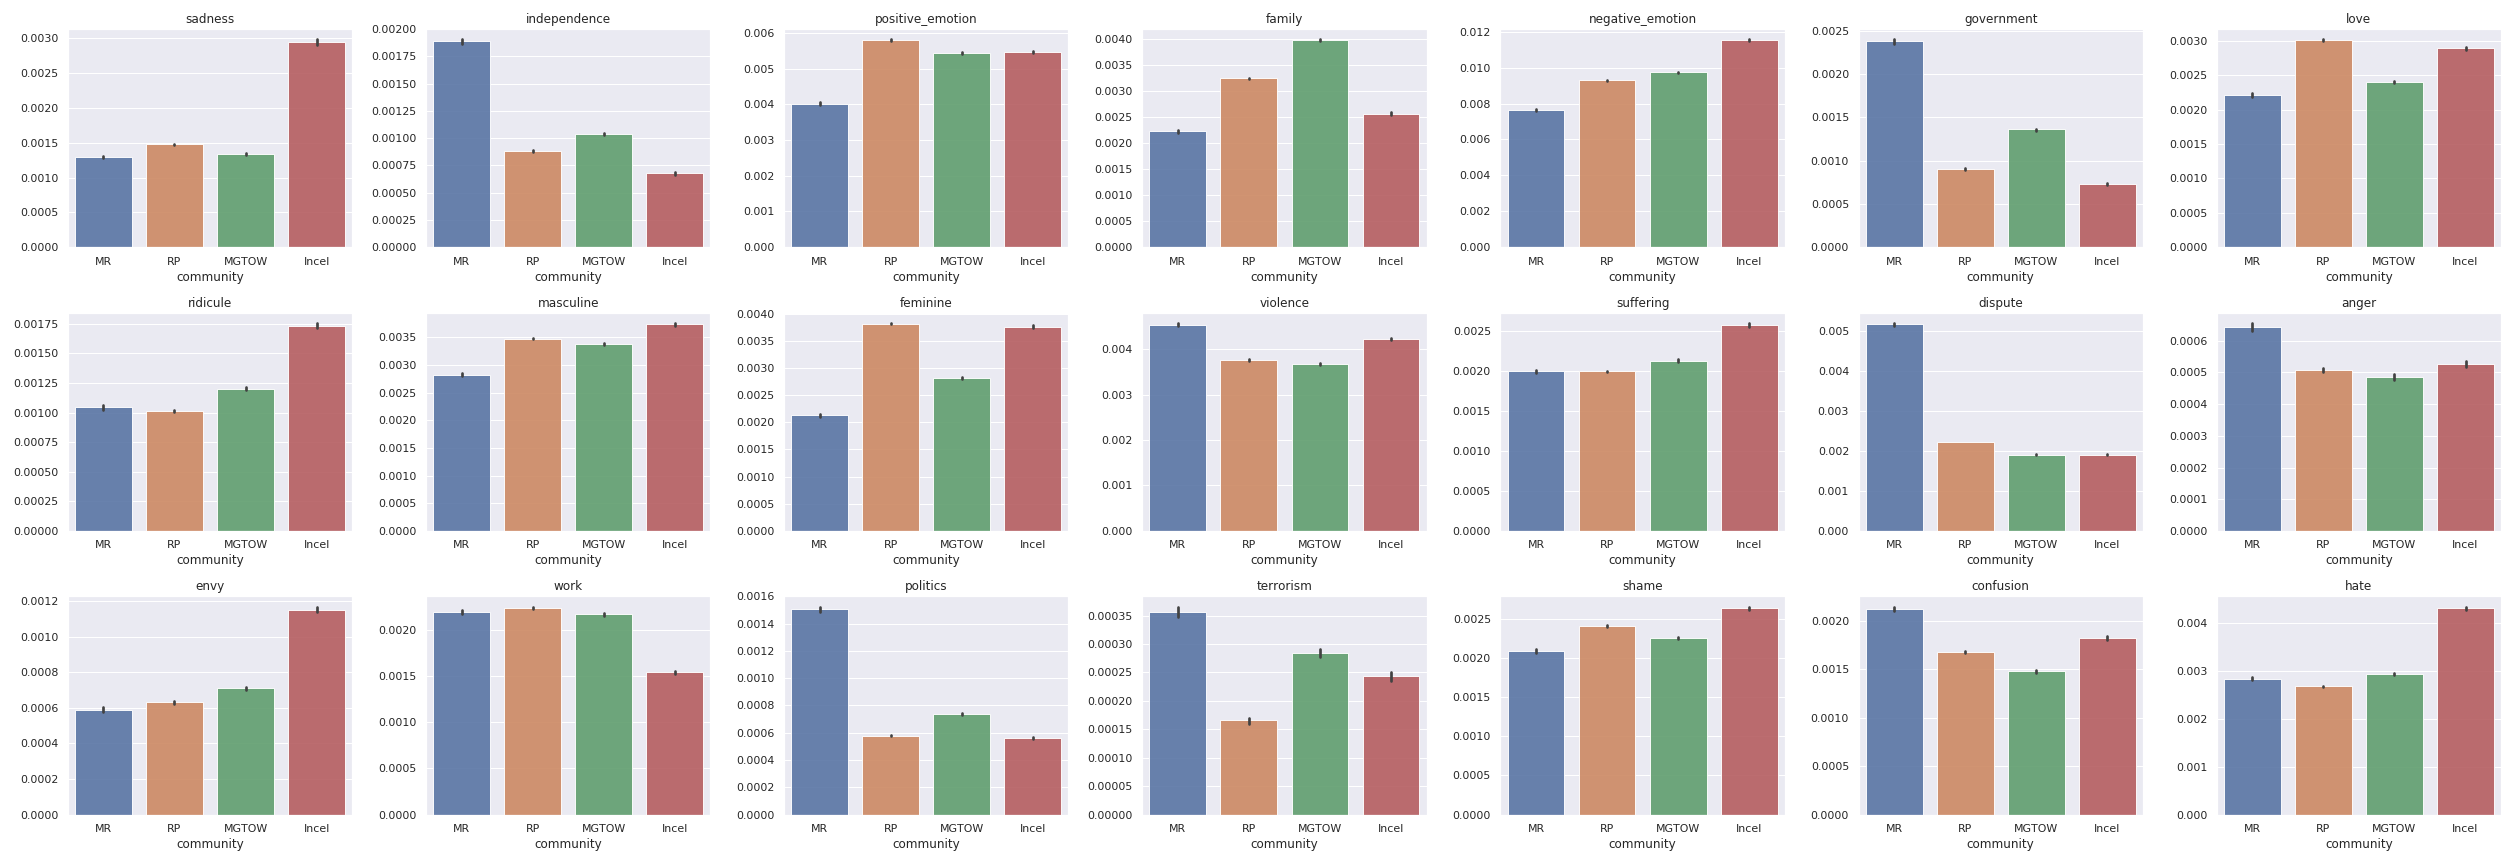 sadness
0.0030
0.0025
0.0020
0.0015
0.0010
0.0005
0.0000
MR RP MGTOW Incel
community
independence
0.00200
0.00175
0.00150
0.00125
0.00100
0.00075
0.00050
0.00025
0.00000
MR RP MGTOW Incel
community
positive_emotion
0.006
0.005
0.004
0.003
0.002
0.001
0.000
MR RP MGTOW Incel
community
family
0.0040
0.0035
0.0030
0.0025
0.0020
0.0015
0.0010
0.0005
0.0000
MR RP MGTOW Incel
community
negative_emotion
0.012
0.010
0.008
0.006
0.004
0.002
0.000
MR RP MGTOW Incel
community
government
0.0025
0.0020
0.0015
0.0010
0.0005
0.0000
MR RP MGTOW Incel
community
love
0.0030
0.0025
0.0020
0.0015
0.0010
0.0005
0.0000
MR RP MGTOW Incel
community
ridicule
0.00175
0.00150
0.00125
0.00100
0.00075
0.00050
0.00025
0.00000
MR RP MGTOW Incel
community
masculine
0.0035
0.0030
0.0025
0.0020
0.0015
0.0010
0.0005
0.0000
MR RP MGTOW Incel
community
feminine
0.0040
0.0035
0.0030
0.0025
0.0020
0.0015
0.0010
0.0005
0.0000
MR RP MGTOW Incel
community
violence
0.004
0.003
0.002
0.001
0.000
MR RP MGTOW Incel
community
suffering
0.0025
0.0020
0.0015
0.0010
0.0005
0.0000
MR RP MGTOW Incel
community
dispute
0.005
0.004
0.003
0.002
0.001
0.000
MR RP MGTOW Incel
community
anger
0.0006
0.0005
0.0004
0.0003
0.0002
0.0001
0.0000
MR RP MGTOW Incel
community
envy
0.0012
0.0010
0.0008
0.0006
0.0004
0.0002
0.0000
MR RP MGTOW Incel
community
work
0.0020
0.0015
0.0010
0.0005
0.0000
MR RP MGTOW Incel
community
politics
0.0016
0.0014
0.0012
0.0010
0.0008
0.0006
0.0004
0.0002
0.0000
MR RP MGTOW Incel
community
terrorism
0.00035
0.00030
0.00025
0.00020
0.00015
0.00010
0.00005
0.00000
MR RP MGTOW Incel
community
shame
0.0025
0.0020
0.0015
0.0010
0.0005
0.0000
MR RP MGTOW Incel
community
confusion
0.0020
0.0015
0.0010
0.0005
0.0000
MR RP MGTOW Incel
community
hate
0.004
0.003
0.002
0.001
0.000
MR RP MGTOW Incel
community